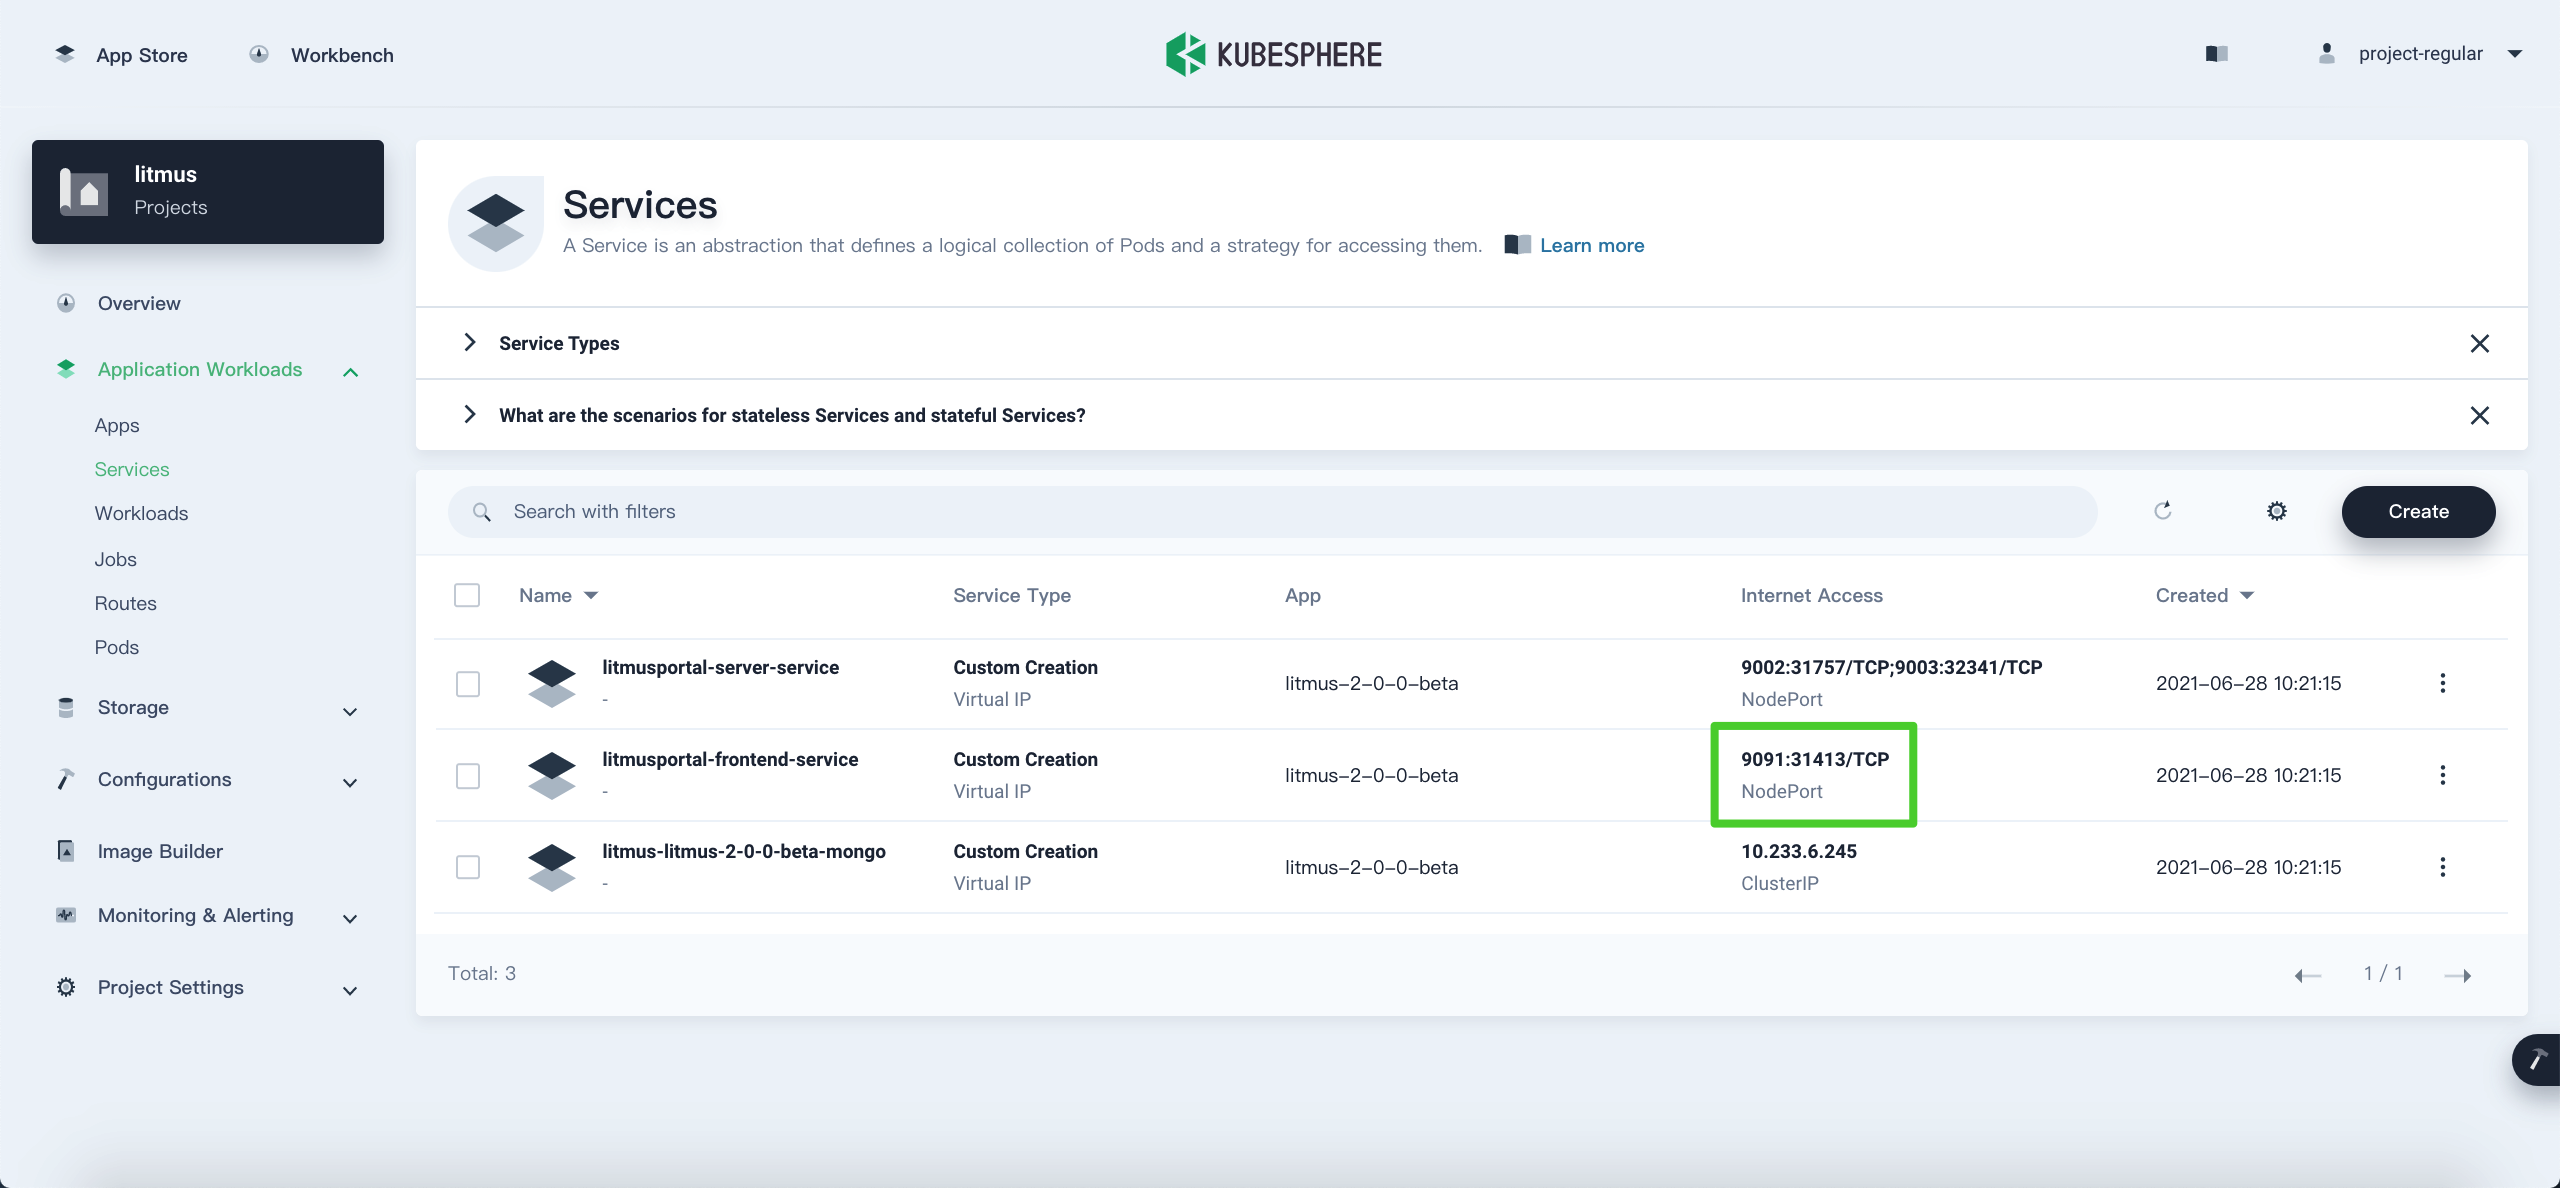 App Store
Workbench
KUBESPHERE
project-regular
litmus
Projects
Overview
Application Workloads
Apps
Services
Workloads
Jobs
Routes
Pods
Storage
Configurations
Image Builder
Monitoring & Alerting
Project Settings
Services
A Service is an abstraction that defines a logical collection of Pods and a strategy for accessing them. Learn more
Service Types
What are the scenarios for stateless Services and stateful Services?
Search with filters
Create
Name Service Type App Internet Access Created
litmusportal-server-service Custom Creation litmus-2-0-0-beta 9002:31757/TCP;9003:32341/TCP 2021-06-28 10:21:15
- Virtual IP NodePort
litmusportal-frontend-service Custom Creation litmus-2-0-0-beta 9091:31413/TCP 2021-06-28 10:21:15
- Virtual IP NodePort
litmus-litmus-2-0-0-beta-mongo Custom Creation litmus-2-0-0-beta 10.233.6.245 2021-06-28 10:21:15
- Virtual IP ClusterIP
Total: 3
1 / 1